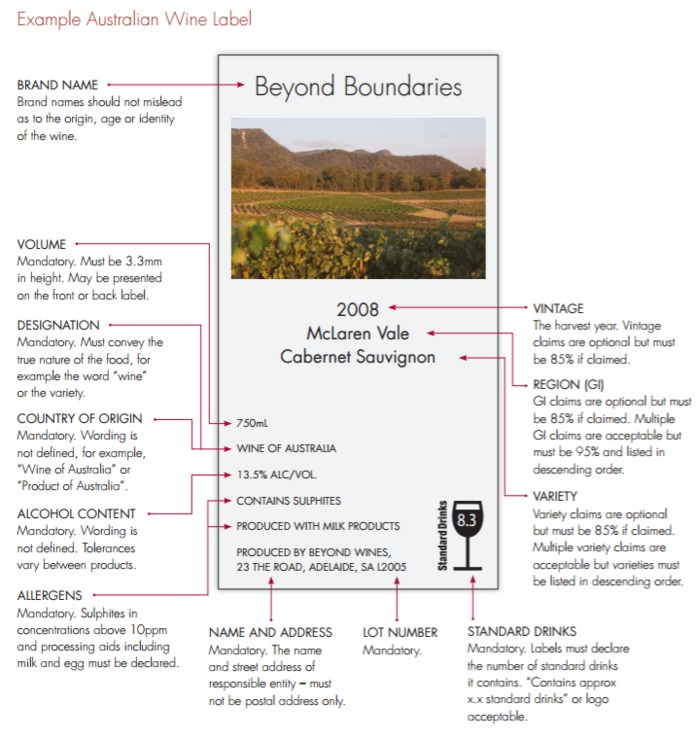 Example Australian Wine Label
BRAND NAME
Brand names should not mislead
as to the origin, age or identity
of the wine.
VOLUME
Mandatory. Must be 3.3mm
in height. May be presented
on the front or back label.
DESIGNATION
Mandatory. Must convey the
true nature of the food, for
example the word "wine"
or the variety.
COUNTRY OF ORIGIN
Mandatory. Wording is
not defined, for example,
"Wine of Australia" or
"Product of Australia".
ALCOHOL CONTENT
Mandatory. Wording is
not defined. Tolerances
vary between products.
ALLERGENS
Mandatory. Sulphites in
concentrations above 10ppm
and processing aids including
milk and egg must be declared.
Beyond Boundaries
2008
McLaren Vale
Cabernet Sauvignon
750mL
WINE OF AUSTRALIA
13.5% ALC/VOL.
CONTAINS SULPHITES
PRODUCED WITH MILK PRODUCTS
PRODUCED BY BEYOND WINES,
23 THE ROAD, ADELAIDE, SA L2005
Standard Drinks
8.3
VINTAGE
The harvest year. Vintage
claims are optional but must
be 85% if claimed.
REGION (GI)
GI claims are optional but must
be 85% if claimed. Multiple
GI claims are acceptable but
must be 95% and listed in
descending order.
VARIETY
Variety claims are optional
but must be 85% if claimed.
Multiple variety claims are
acceptable but varieties must
be listed in descending order.
NAME AND ADDRESS
Mandatory. The name
and street address of
responsible entity – must
not be postal address only.
LOT NUMBER
Mandatory.
STANDARD DRINKS
Mandatory. Labels must declare
the number of standard drinks
it contains. "Contains approx
x.x standard drinks" or logo
acceptable.